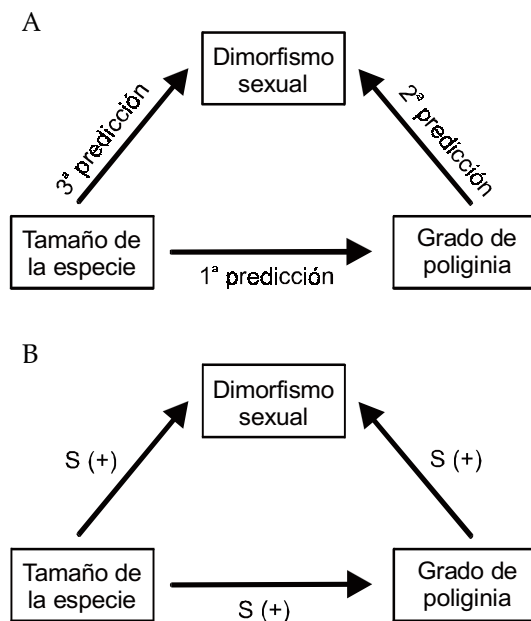 A
Dimorfismo
sexual
3ª predicción
2ª predicción
Tamaño de
la especie
1ª predicción
Grado de
poliginia
B
Dimorfismo
sexual
S (+)
S (+)
Tamaño de
la especie
S (+)
Grado de
poliginia